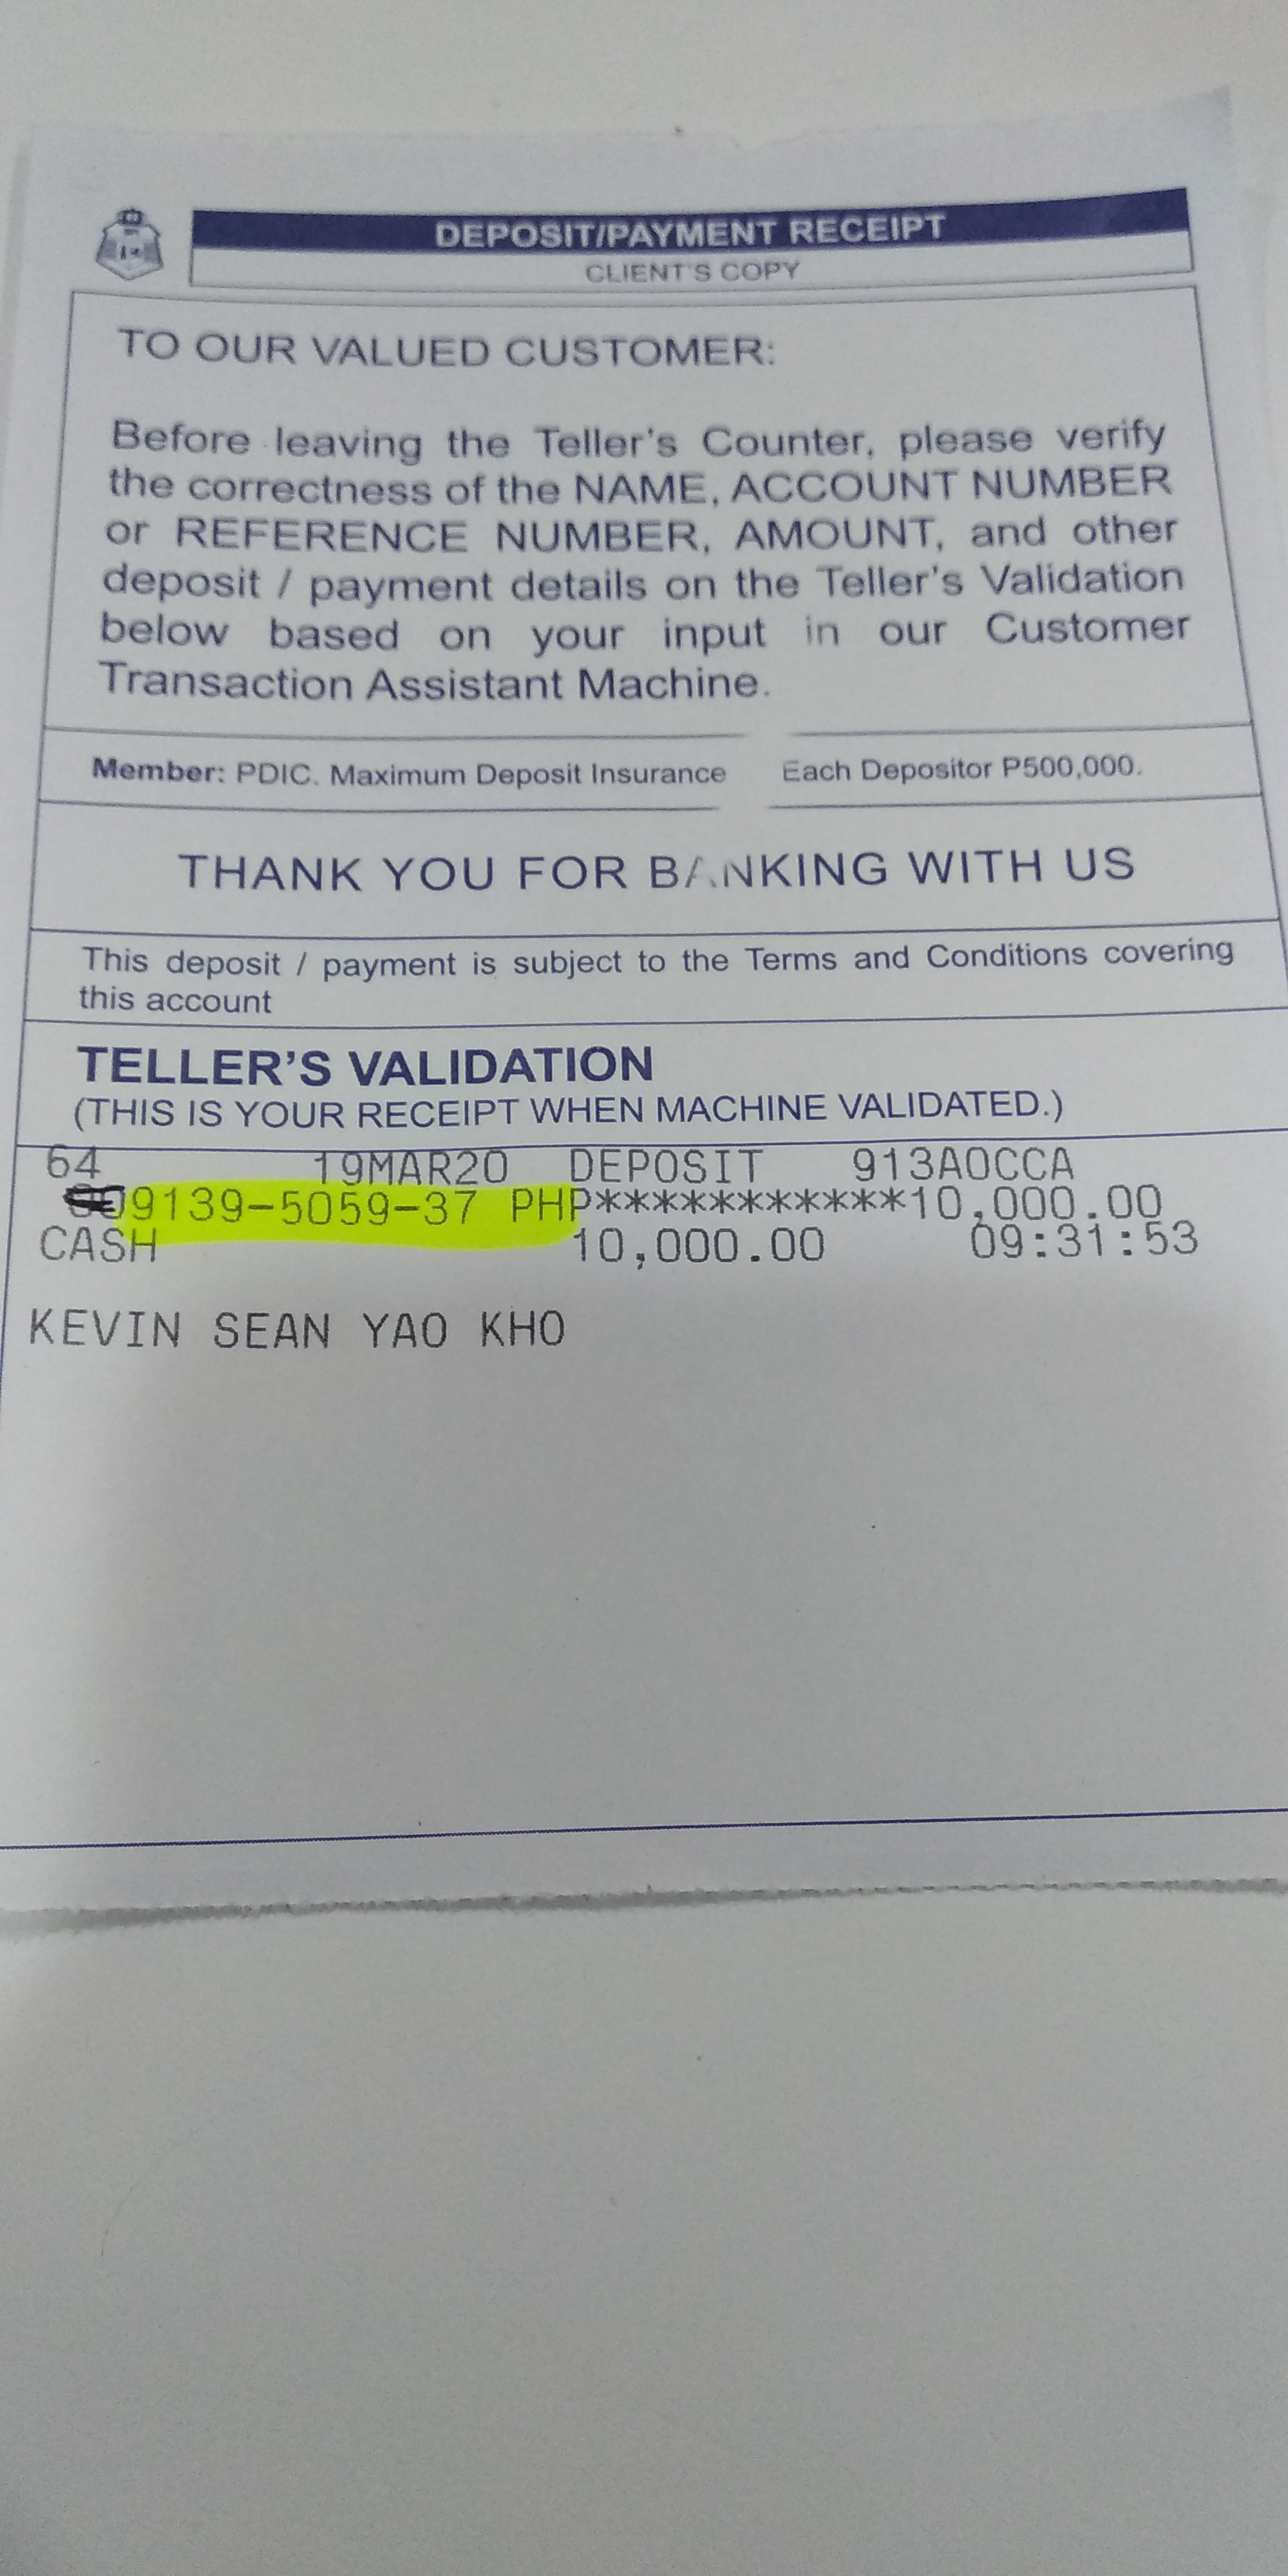 DEPOSIT/PAYMENT RECEIPT
CLIENT'S COPY
TO OUR VALUED CUSTOMER:
Before leaving the Teller's Counter, please verify
the correctness of the NAME, ACCOUNT NUMBER
or REFERENCE NUMBER, AMOUNT, and other
deposit / payment details on the Teller's Validation
below based on your input in our Customer
Transaction Assistant Machine.
Member: PDIC. Maximum Deposit Insurance Each Depositor P500,000.
THANK YOU FOR BANKING WITH US
This deposit / payment is subject to the Terms and Conditions covering
this account
TELLER'S VALIDATION
(THIS IS YOUR RECEIPT WHEN MACHINE VALIDATED.)
64 19MAR20 DEPOSIT 913A0CCA
9139-5059-37 PHP***********10,000.00
CASH 10,000.00 09:31:53
KEVIN SEAN YAO KHO